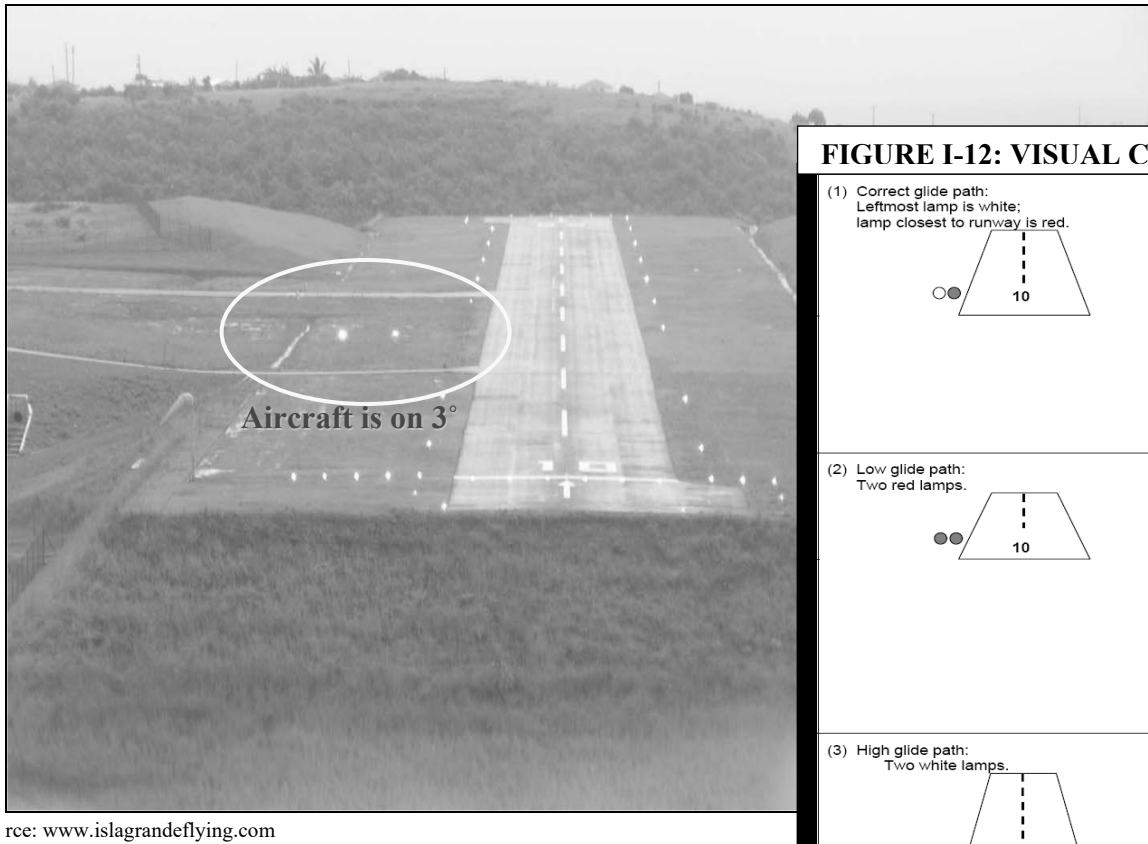 FIGURE I-12: VISUAL C
(1) Correct glide path:
Leftmost lamp is white;
lamp closest to runway is red.
10
Aircraft is on 3°
(2) Low glide path:
Two red lamps.
10
(3) High glide path:
Two white lamps.
rce: www.islagrandeflying.com